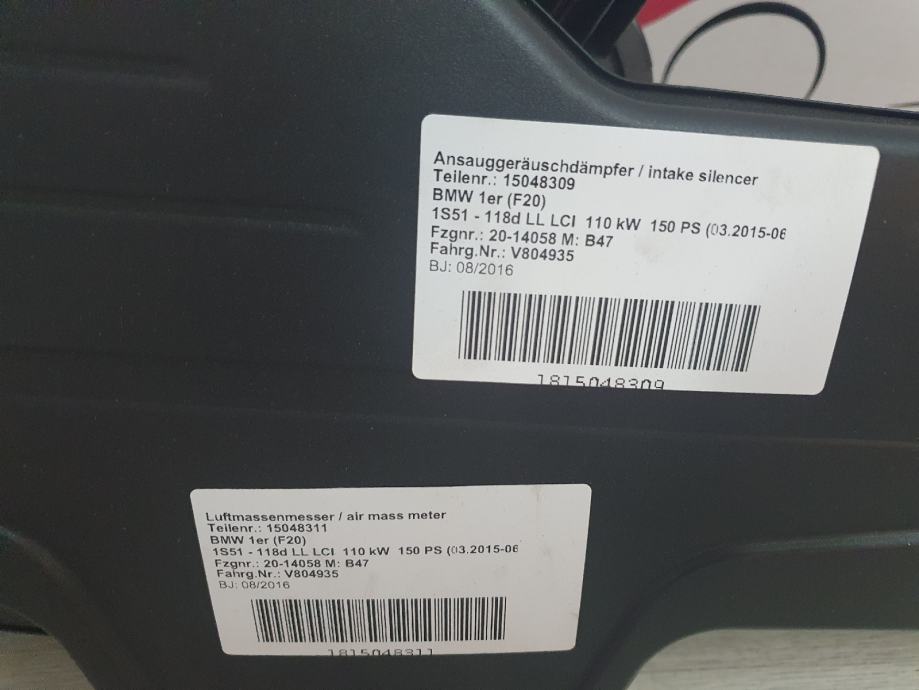 Ansauggeräuschdämpfer / intake silencer
Teilenr.: 15048309
BMW 1er (F20)
1S51 - 118d LL LCI 110 kW 150 PS (03.2015-06
Fzgnr.: 20-14058 M: B47
Fahrg.Nr.: V804935
BJ: 08/2016
1815048309
Luftmassenmesser / air mass meter
Teilenr.: 15048311
BMW 1er (F20)
1S51 - 118d LL LCI 110 kW 150 PS (03.2015-06
Fzgnr.: 20-14058 M: B47
Fahrg.Nr.: V804935
BJ: 08/2016
1815048311